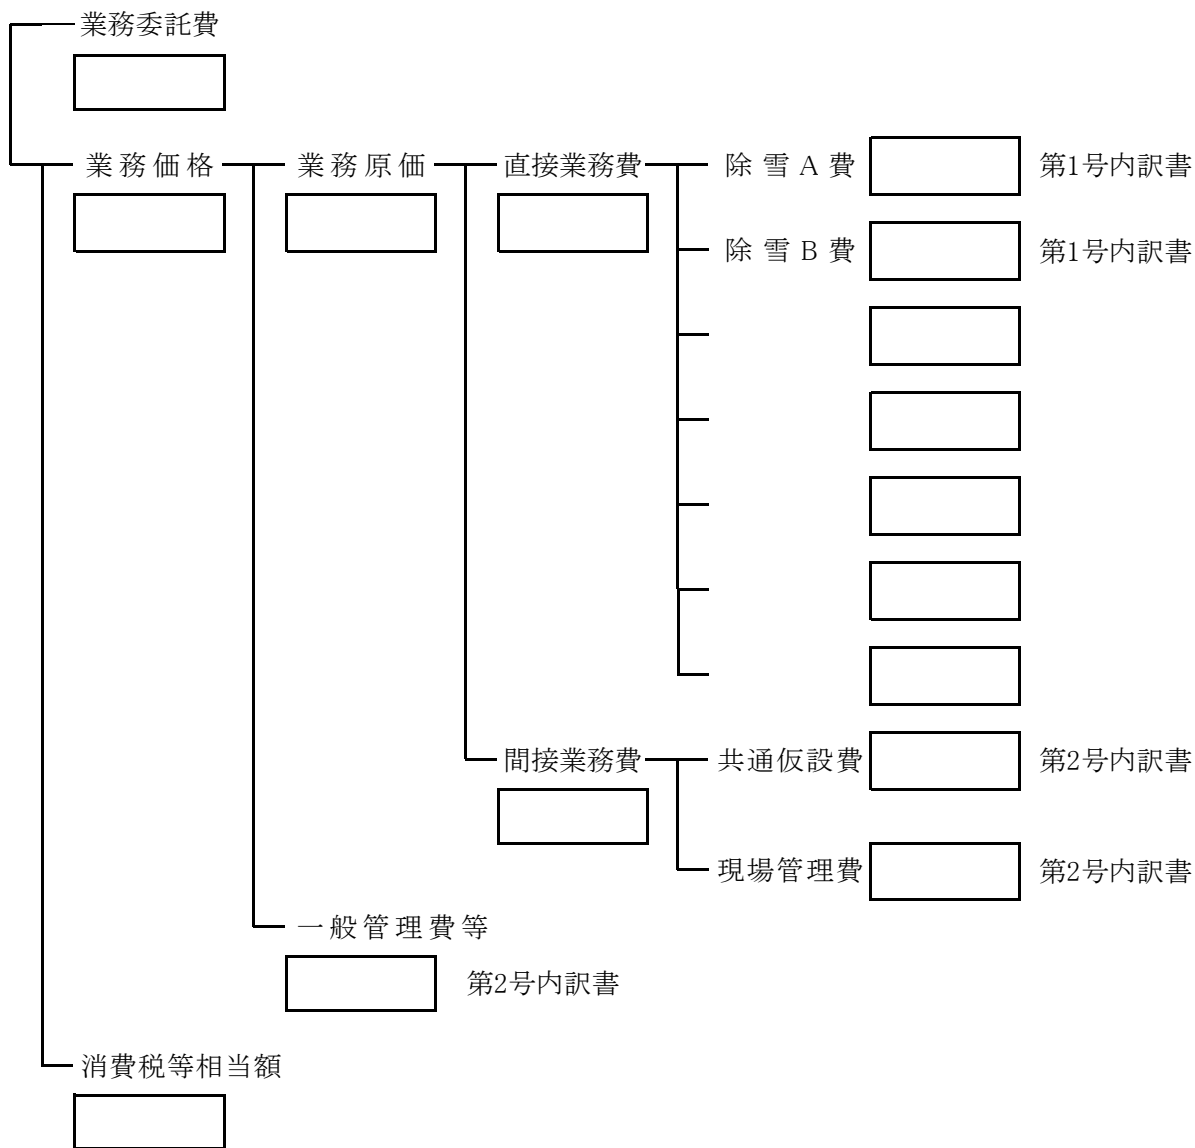 業務委託費
業務価格 業務原価 直接業務費 除雪A費 第1号内訳書
除雪B費 第1号内訳書
間接業務費 共通仮設費 第2号内訳書
現場管理費 第2号内訳書
一般管理費等
第2号内訳書
消費税等相当額